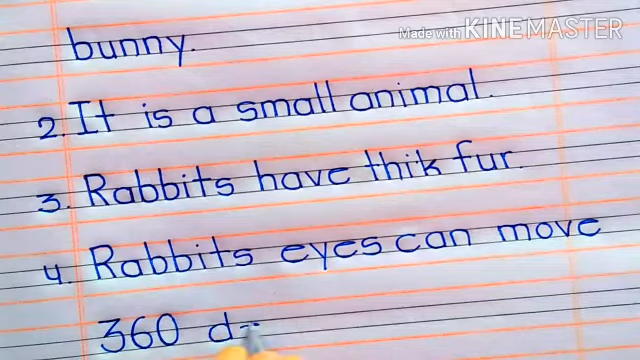 Made with KINEMASTER
bunny.
2. It is a small animal.
3. Rabbits have thik fur.
4. Rabbits eyes can move
360 d